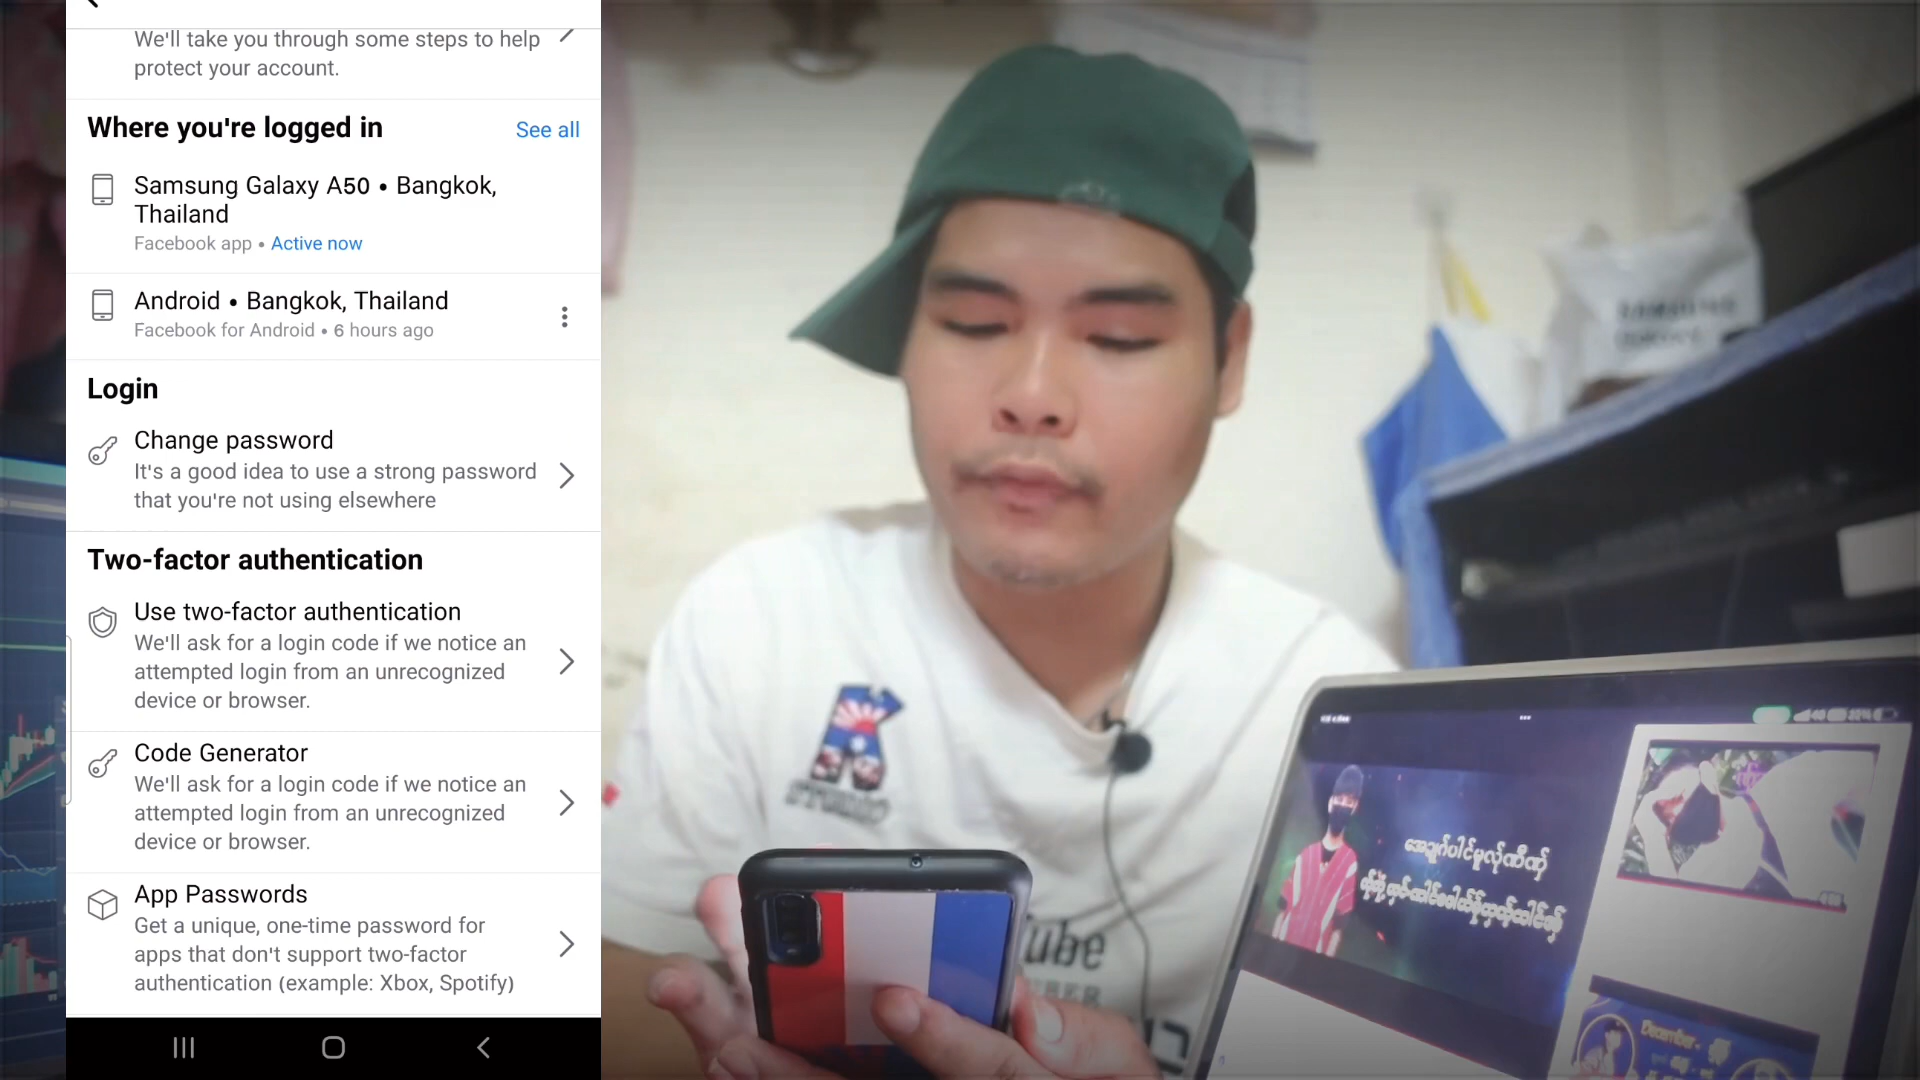 We'll take you through some steps to help
protect your account.
Where you're logged in
See all
Samsung Galaxy A50 • Bangkok,
Thailand
Facebook app • Active now
Android • Bangkok, Thailand
Facebook for Android • 6 hours ago
Login
Change password
It's a good idea to use a strong password
that you're not using elsewhere
Two-factor authentication
Use two-factor authentication
We'll ask for a login code if we notice an
attempted login from an unrecognized
device or browser.
Code Generator
We'll ask for a login code if we notice an
attempted login from an unrecognized
device or browser.
App Passwords
Get a unique, one-time password for
apps that don't support two-factor
authentication (example: Xbox, Spotify)
STUDIO
ube
December